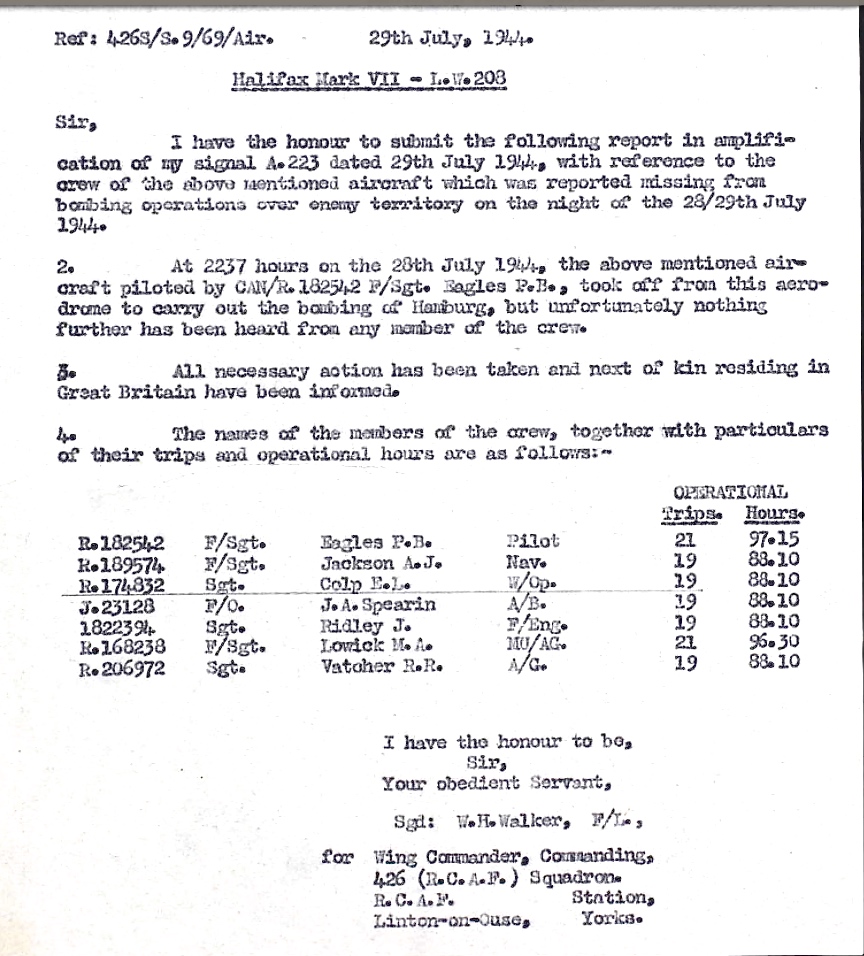 Ref: 426S/S.9/69/Air. 29th July, 1944.
Halifax Mark VII - L.W.208
Sir,
I have the honour to submit the following report in amplifi-
cation of my signal A.223 dated 29th July 1944, with reference to the
crew of the above mentioned aircraft which was reported missing from
bombing operations over enemy territory on the night of the 28/29th July
1944.
2. At 2237 hours on the 28th July 1944, the above mentioned air-
craft piloted by CAN/R.182542 F/Sgt. Eagles P.B., took off from this aero-
drome to carry out the bombing of Hamburg, but unfortunately nothing
further has been heard from any member of the crew.
3. All necessary action has been taken and next of kin residing in
Great Britain have been informed.
4. The names of the members of the crew, together with particulars
of their trips and operational hours are as follows:-
OPERATIONAL
Trips. Hours.
R.182542 F/Sgt. Eagles P.B. Pilot 21 97.15
R.189574 F/Sgt. Jackson A.J. Nav. 19 88.10
R.174832 Sgt. Colp E.L. W/Op. 19 88.10
J.23128 F/O. J.A.Spearin A/B. 19 88.10
1822394 Sgt. Ridley J. F/Eng. 19 88.10
R.168238 F/Sgt. Lowick M.A. MU/AG. 21 96.30
R.206972 Sgt. Vatcher R.R. A/G. 19 88.10
I have the honour to be,
Sir,
Your obedient Servant,
Sgd: W.H.Walker, F/L.,
for Wing Commander, Commanding,
426 (R.C.A.F.) Squadron.
R.C.A.F. Station,
Linton-on-Ouse, Yorks.